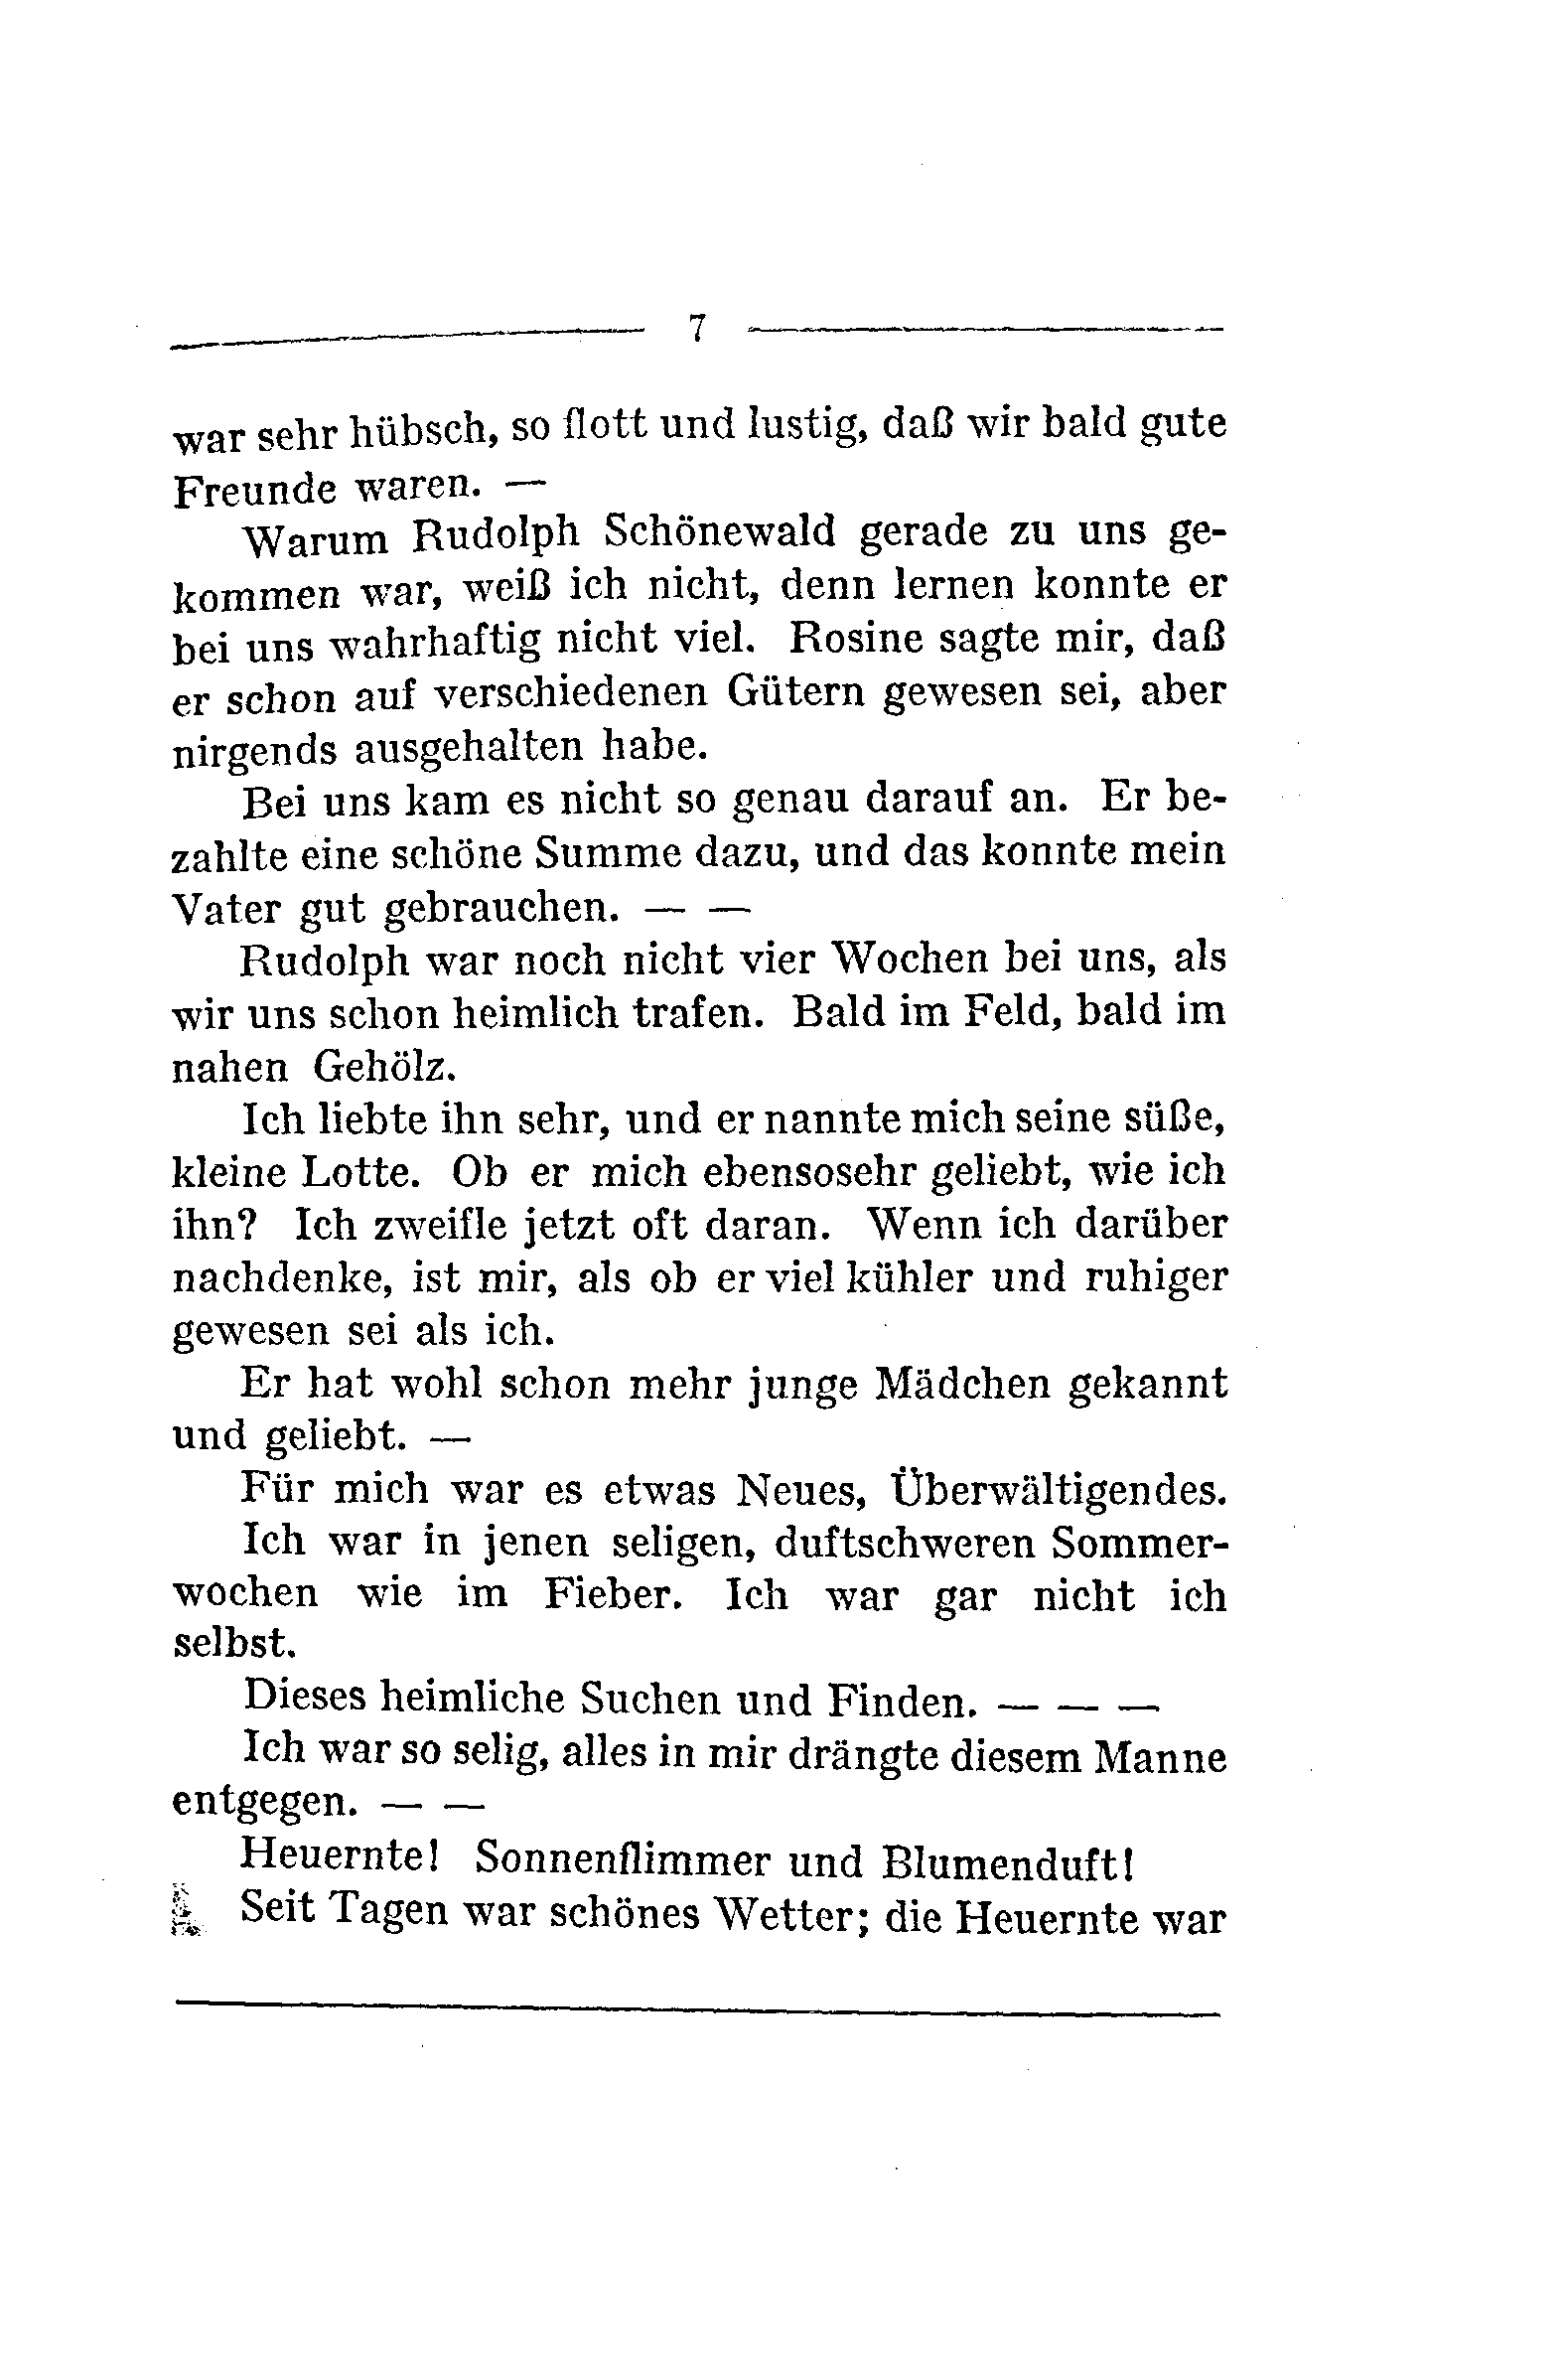 7
war sehr hübsch, so flott und lustig, daß wir bald gute
Freunde waren. —
Warum Rudolph Schönewald gerade zu uns ge-
kommen war, weiß ich nicht, denn lernen konnte er
bei uns wahrhaftig nicht viel. Rosine sagte mir, daß
er schon auf verschiedenen Gütern gewesen sei, aber
nirgends ausgehalten habe.
Bei uns kam es nicht so genau darauf an. Er be-
zahlte eine schöne Summe dazu, und das konnte mein
Vater gut gebrauchen. — —
Rudolph war noch nicht vier Wochen bei uns, als
wir uns schon heimlich trafen. Bald im Feld, bald im
nahen Gehölz.
Ich liebte ihn sehr, und er nannte mich seine süße,
kleine Lotte. Ob er mich ebensosehr geliebt, wie ich
ihn? Ich zweifle jetzt oft daran. Wenn ich darüber
nachdenke, ist mir, als ob er viel kühler und ruhiger
gewesen sei als ich.
Er hat wohl schon mehr junge Mädchen gekannt
und geliebt. —
Für mich war es etwas Neues, Überwältigendes.
Ich war in jenen seligen, duftschweren Sommer-
wochen wie im Fieber. Ich war gar nicht ich
selbst.
Dieses heimliche Suchen und Finden. — — —
Ich war so selig, alles in mir drängte diesem Manne
entgegen. — —
Heuernte! Sonnenflimmer und Blumenduft!
Seit Tagen war schönes Wetter; die Heuernte war